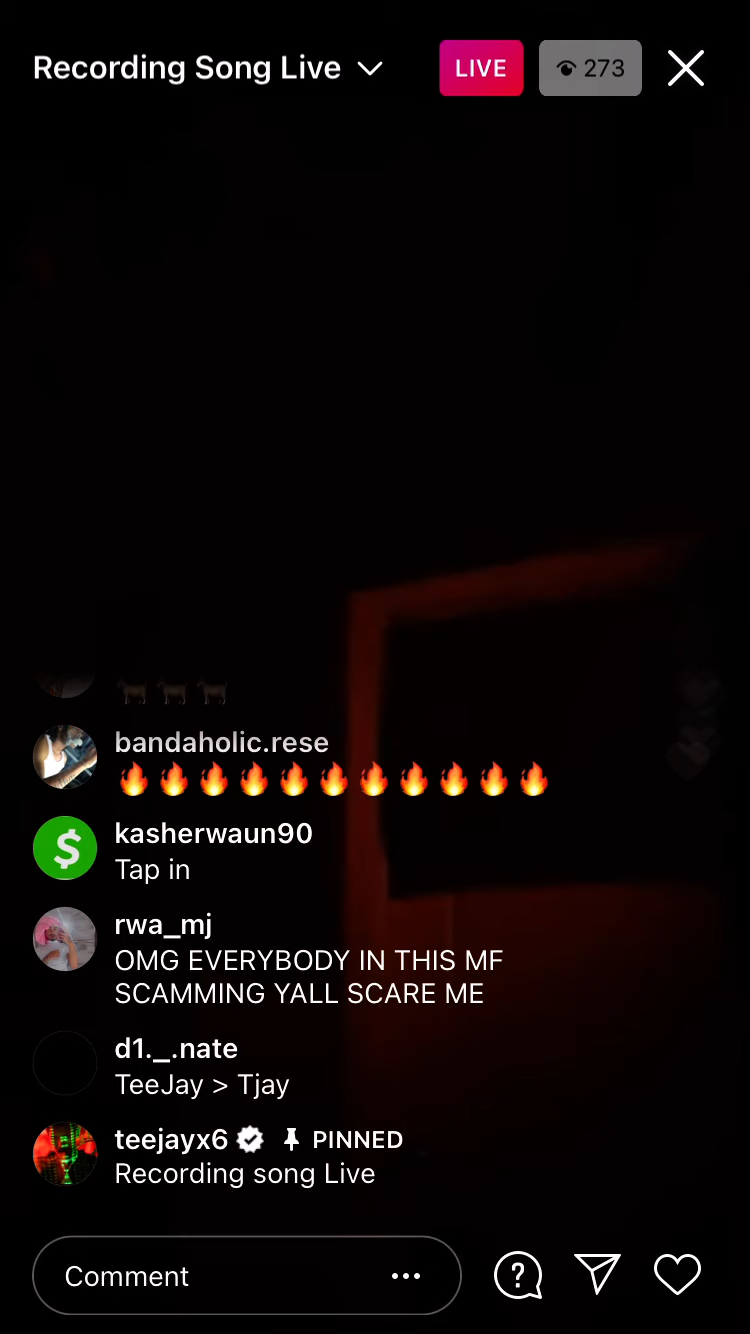 Recording Song Live
LIVE
273
🐐🐐🐐
bandaholic.rese
🔥🔥🔥🔥🔥🔥🔥🔥🔥🔥🔥
kasherwaun90
Tap in
rwa_mj
OMG EVERYBODY IN THIS MF
SCAMMING YALL SCARE ME
d1._.nate
TeeJay > Tjay
teejayx6 PINNED
Recording song Live
Comment